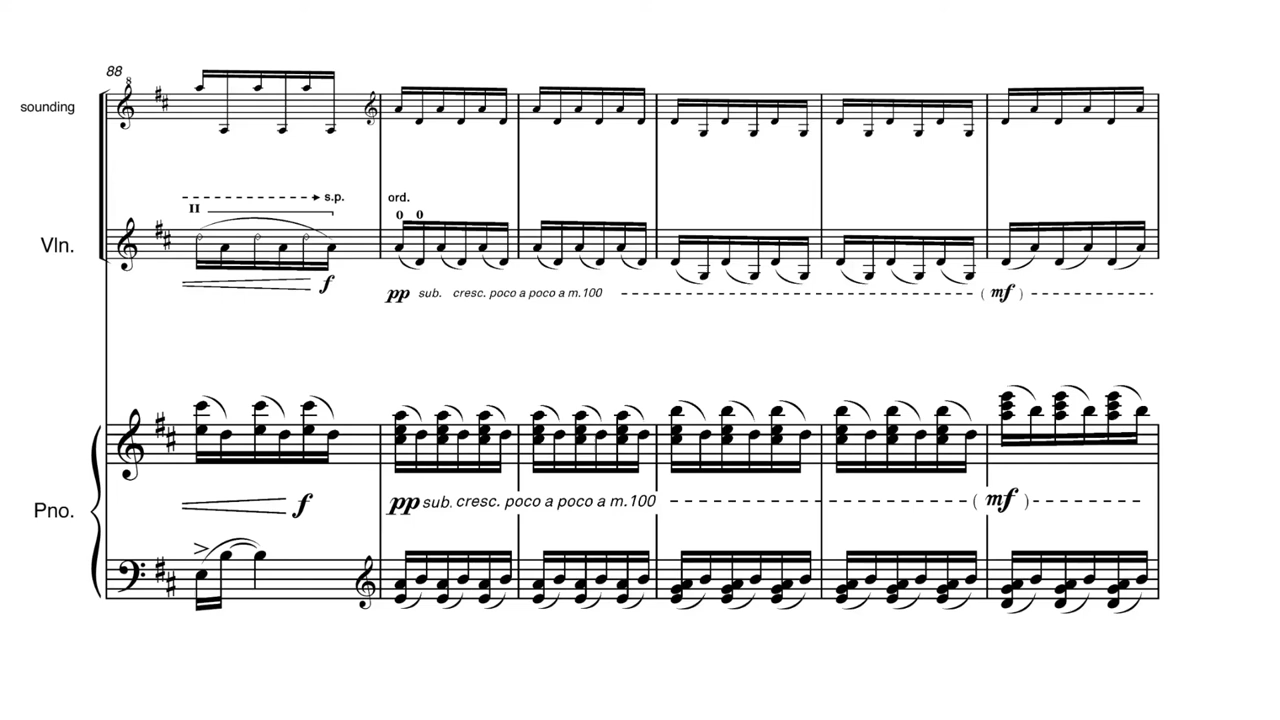 88
8
sounding
s.p.
ord.
II
0 0
Vln.
f
pp sub. cresc. poco a poco a m.100 (mf)
Pno.
f
pp sub. cresc. poco a poco a m.100 (mf)